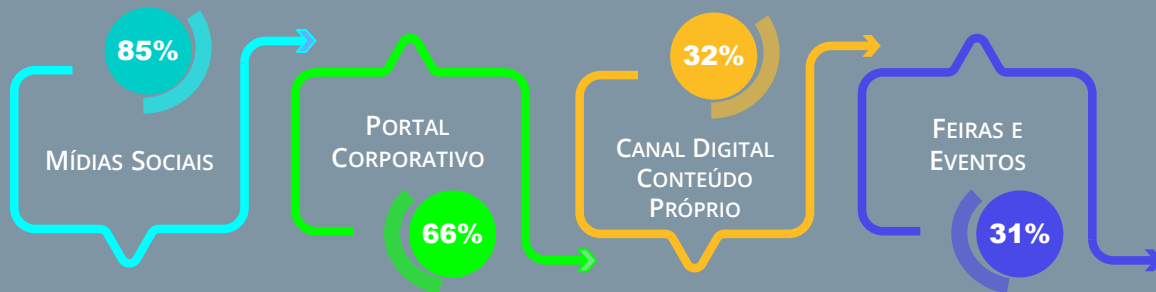 85%
MÍDIAS SOCIAIS
PORTAL
CORPORATIVO
66%
32%
CANAL DIGITAL
CONTEÚDO
PRÓPRIO
FEIRAS E
EVENTOS
31%